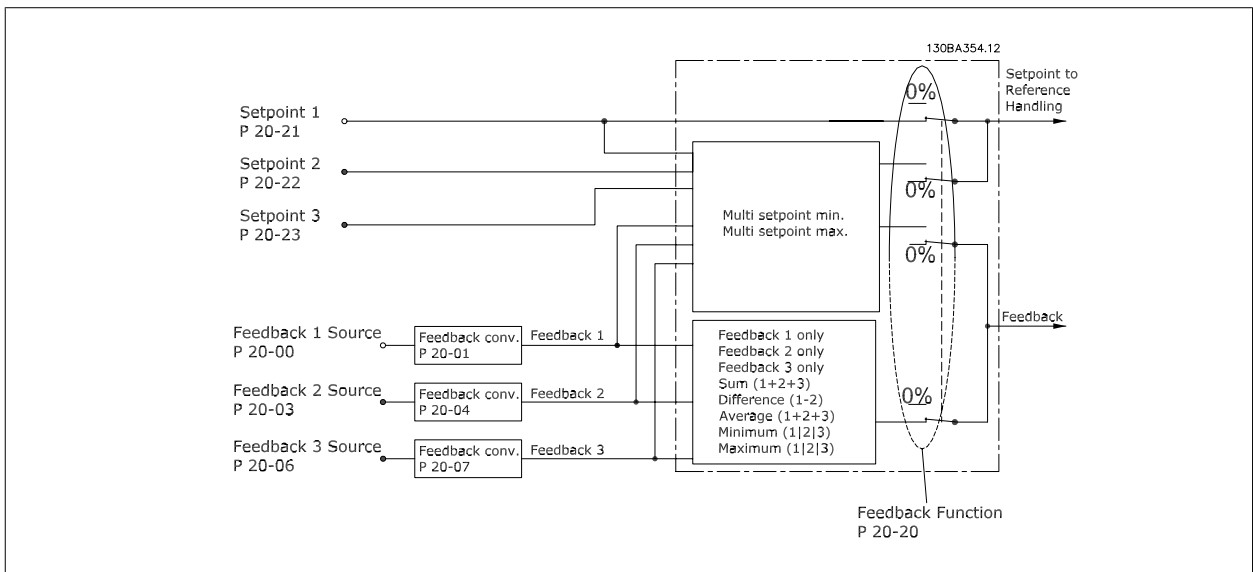 130BA354.12
Setpoint to
Reference
Handling
0%
Setpoint 1
P 20-21
Setpoint 2
P 20-22
0%
Setpoint 3
P 20-23
Multi setpoint min.
Multi setpoint max.
0%
Feedback
Feedback 1 Source
P 20-00
Feedback conv.
P 20-01
Feedback 1
Feedback 2 Source
P 20-03
Feedback conv.
P 20-04
Feedback 2
Feedback 3 Source
P 20-06
Feedback conv.
P 20-07
Feedback 3
Feedback 1 only
Feedback 2 only
Feedback 3 only
Sum (1+2+3)
Difference (1-2)
Average (1+2+3)
Minimum (1|2|3)
Maximum (1|2|3)
0%
Feedback Function
P 20-20